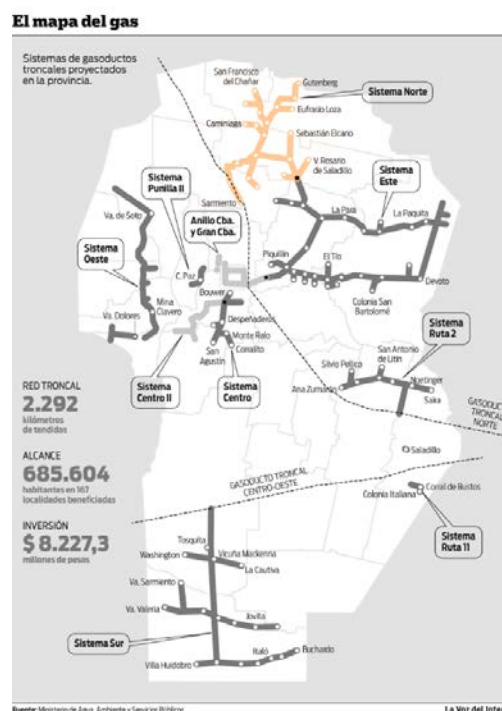 El mapa del gas
Sistemas de gasoductos
troncales proyectados
en la provincia.
San Francisco
del Chañar
Gutenberg
Sistema Norte
Eufrasio Loza
Caminiaga
Sebastián Elcano
V. Rosario
de Saladillo
Sistema
Este
Sistema
Punilla II
Sarmiento
La Para
La Paquita
Va. de Soto
Anillo Cba.
y Gran Cba.
Sistema
Oeste
Piquillín
El Tío
C. Paz
Devoto
Bouwer
Mina
Clavero
Colonia San
Bartolomé
Va. Dolores
Despeñaderos
Monte Ralo
San
Agustín
Corralito
Sistema
Ruta 2
San Antonio
de Litín
Silvio Pellico
Noetinger
Ana Zumarán
Saira
Sistema
Centro II
Sistema
Centro
RED TRONCAL
2.292
kilómetros
de tendidas
GASODUCTO
TRONCAL
NORTE
Saladillo
ALCANCE
685.604
habitantes en 167
localidades beneficiadas
GASODUCTO TRONCAL
CENTRO-OESTE
Corral de Bustos
Colonia Italiana
INVERSIÓN
$ 8.227,3
millones de pesos
Sistema
Ruta 11
Tosquita
Washington
Vicuña Mackenna
La Cautiva
Va. Sarmiento
Va. Valeria
Jovita
Sistema Sur
Italó
Buchardo
Villa Huidobro
Fuente: Ministerio de Agua, Ambiente y Servicios Públicos
La Voz del Inter